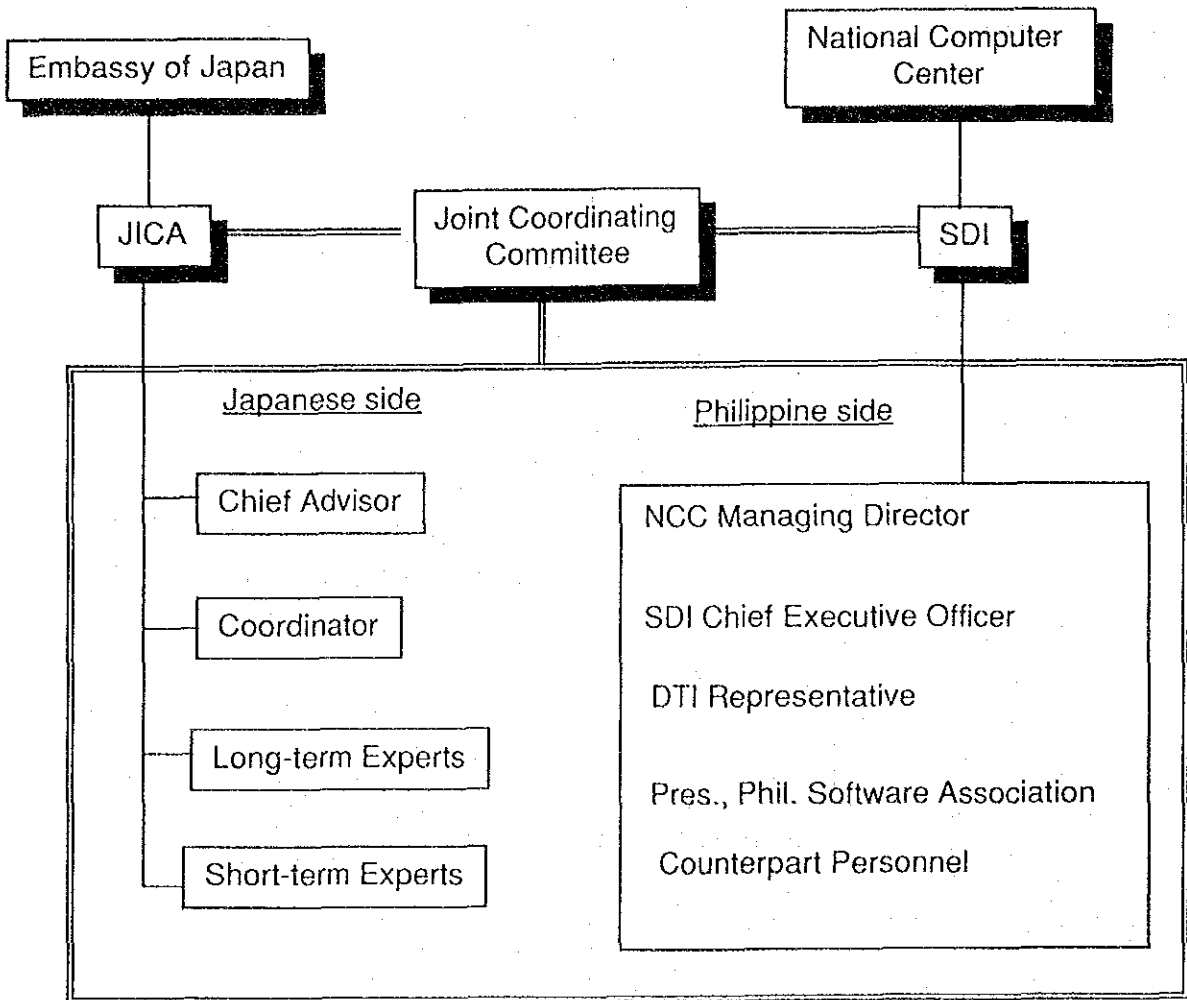 Embassy of Japan
National Computer
Center
JICA
Joint Coordinating
Committee
SDI
Japanese side
Philippine side
Chief Advisor
Coordinator
Long-term Experts
Short-term Experts
NCC Managing Director
SDI Chief Executive Officer
DTI Representative
Pres., Phil. Software Association
Counterpart Personnel